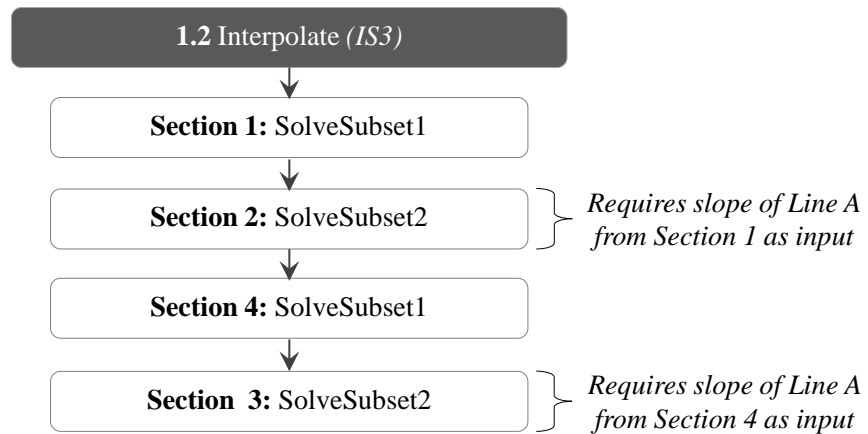 1.2 Interpolate (IS3)
Section 1: SolveSubset1
Section 2: SolveSubset2
Requires slope of Line A
from Section 1 as input
Section 4: SolveSubset1
Section 3: SolveSubset2
Requires slope of Line A
from Section 4 as input